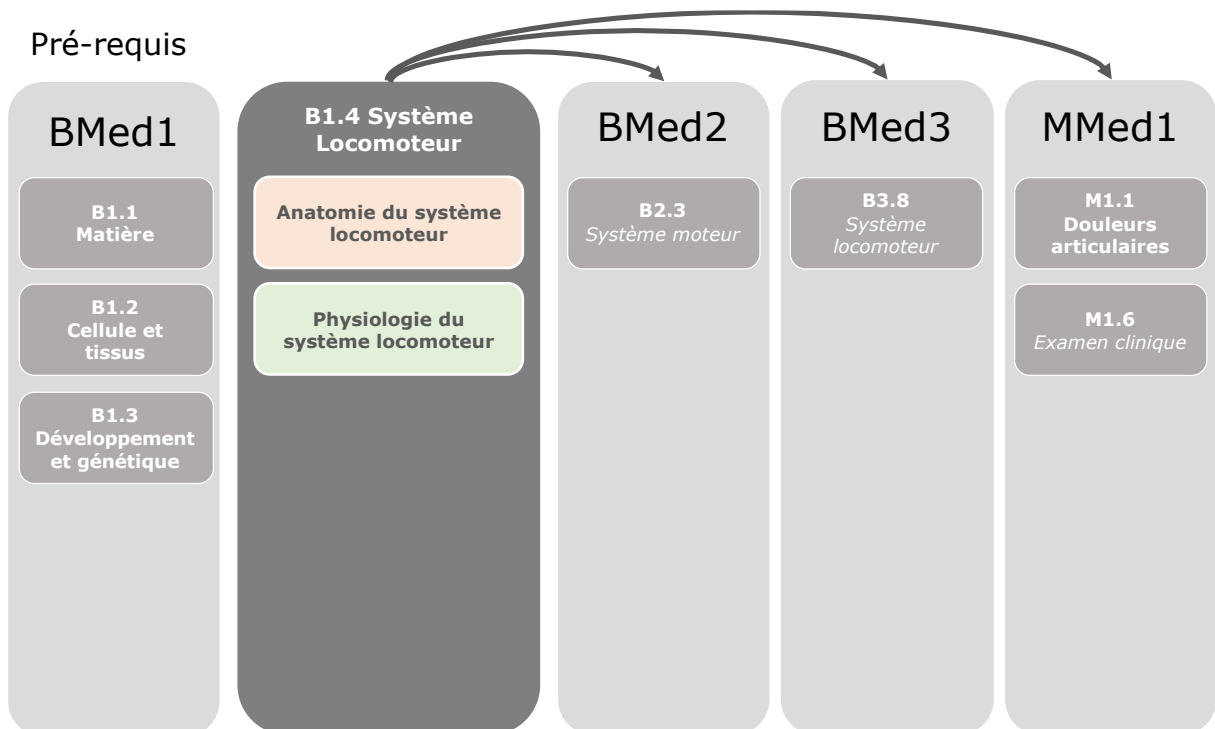 Pré-requis
BMed1
B1.1
Matière
B1.2
Cellule et
tissus
B1.3
Développement
et génétique
B1.4 Système
Locomoteur
Anatomie du système
locomoteur
Physiologie du
système locomoteur
BMed2
B2.3
Système moteur
BMed3
B3.8
Système
locomoteur
MMed1
M1.1
Douleurs
articulaires
M1.6
Examen clinique